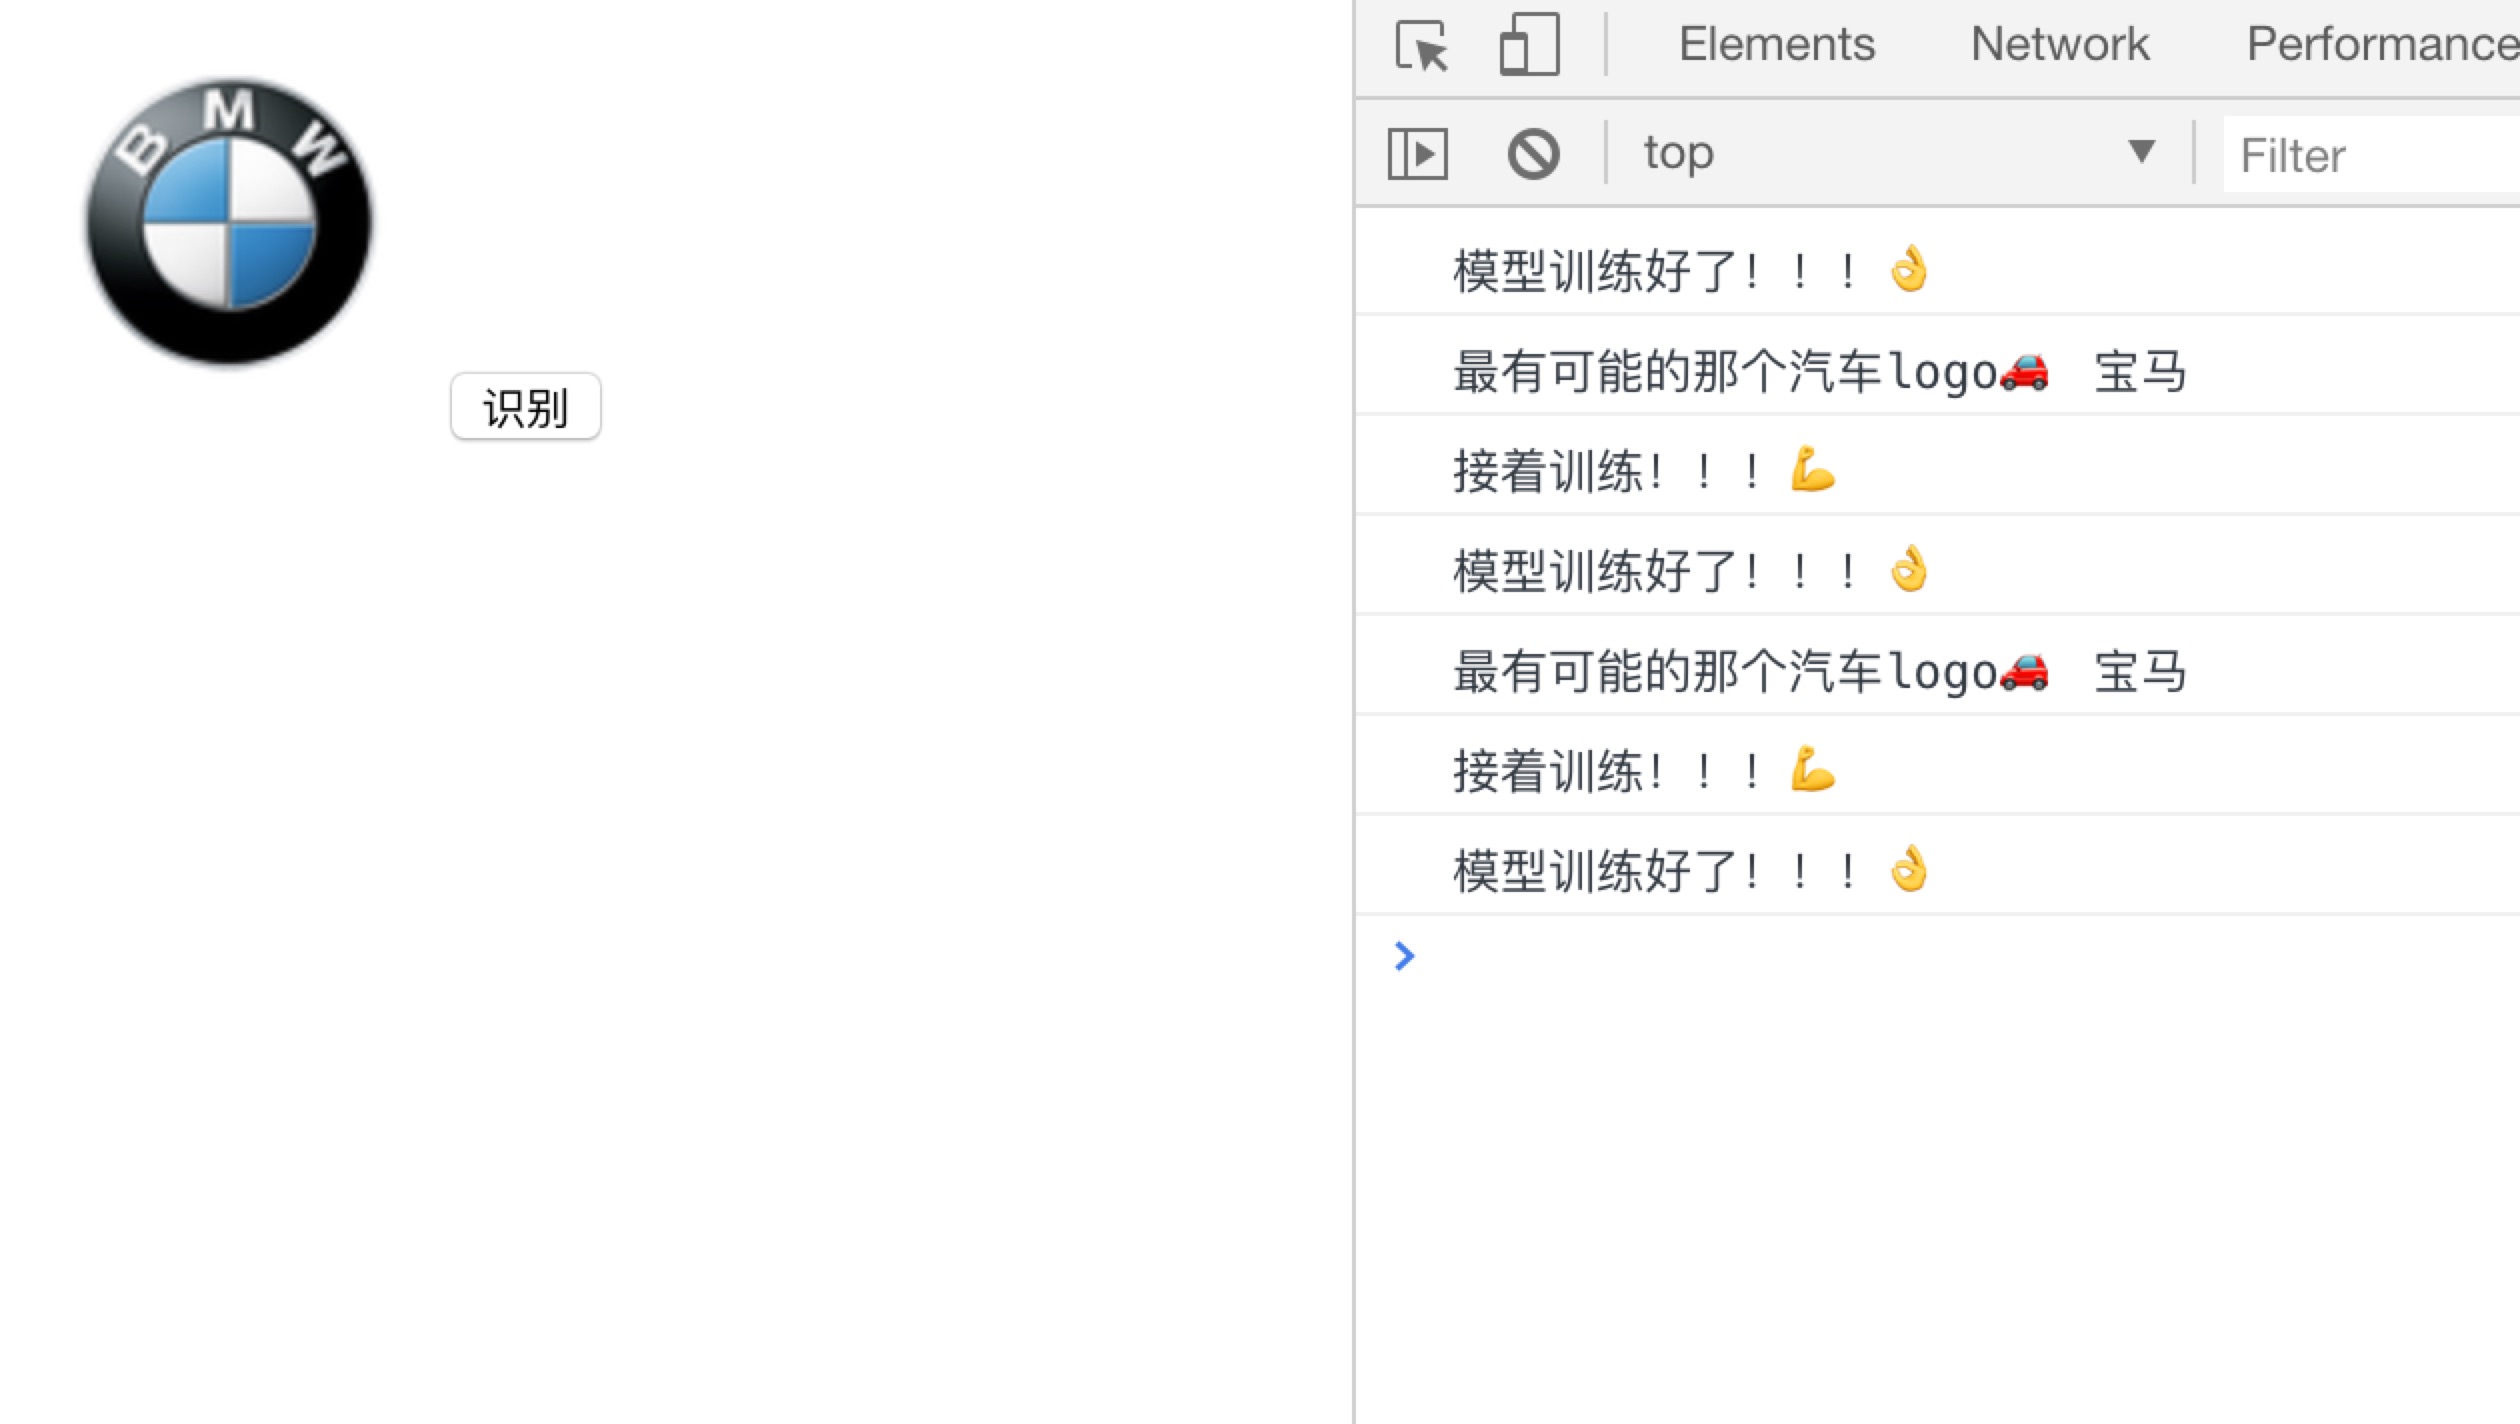 BMW
识别
Elements Network Performance
top Filter
模型训练好了！！！👌
最有可能的那个汽车logo🚗 宝马
接着训练！！！💪
模型训练好了！！！👌
最有可能的那个汽车logo🚗 宝马
接着训练！！！💪
模型训练好了！！！👌